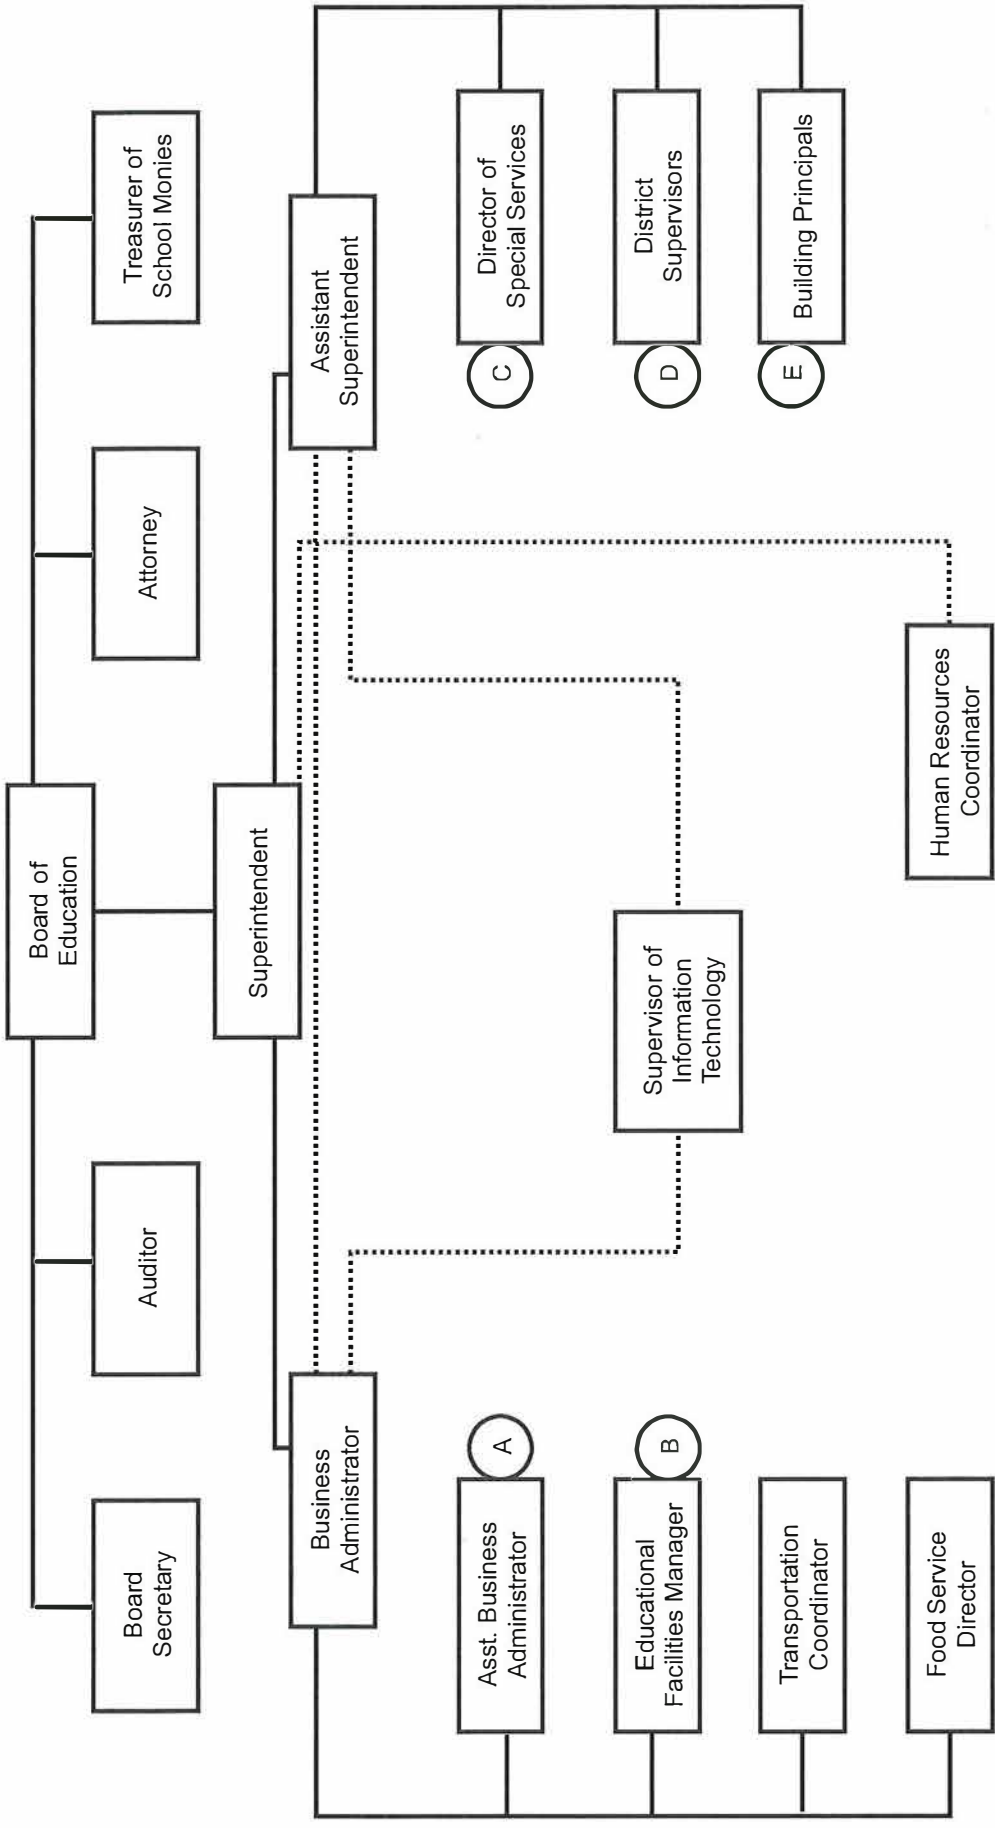 Board of
Education
Board
Secretary
Auditor
Attorney
Treasurer of
School Monies
Superintendent
Business
Administrator
Assistant
Superintendent
Asst. Business
Administrator
A
C
Director of
Special Services
Educational
Facilities Manager
B
Supervisor of
Information
Technology
D
District
Supervisors
Transportation
Coordinator
E
Building Principals
Food Service
Director
Human Resources
Coordinator